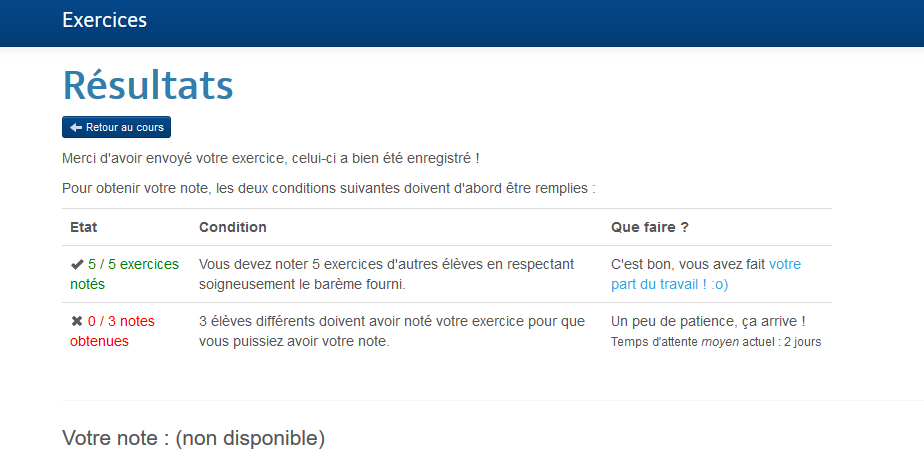 Exercices
Résultats
Retour au cours
Merci d'avoir envoyé votre exercice, celui-ci a bien été enregistré !
Pour obtenir votre note, les deux conditions suivantes doivent d'abord être remplies :
Etat Condition Que faire ?
5 / 5 exercices notés
Vous devez noter 5 exercices d'autres élèves en respectant
soigneusement le barème fourni.
C'est bon, vous avez fait votre
part du travail ! :o)
0 / 3 notes
obtenues
3 élèves différents doivent avoir noté votre exercice pour que
vous puissiez avoir votre note.
Un peu de patience, ça arrive !
Temps d'attente moyen actuel : 2 jours
Votre note : (non disponible)